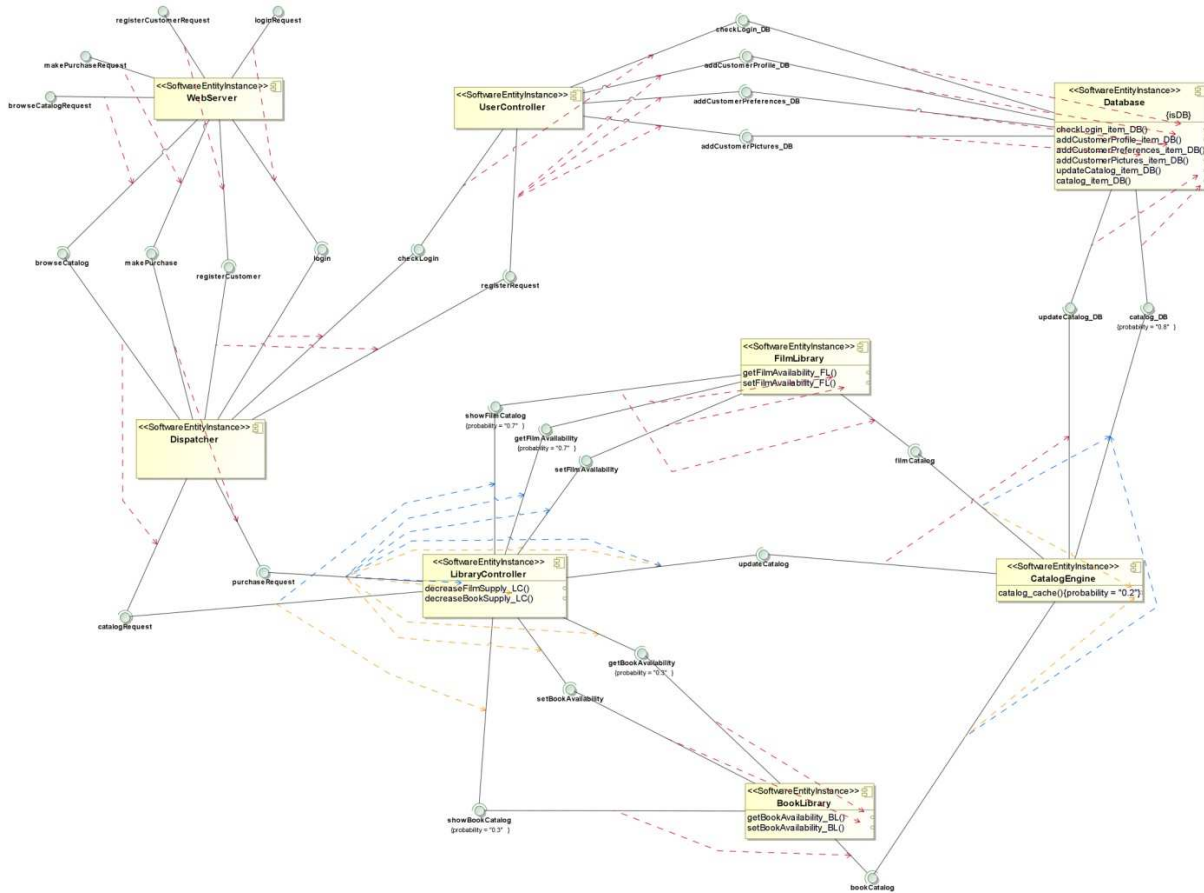 registerCustomerRequest
loginRequest
makePurchaseRequest
browseCatalogRequest
<<SoftwareEntityInstance>>
WebServer
<<SoftwareEntityInstance>>
UserController
checkLogin_DB
addCustomerProfile_DB
addCustomerPreferences_DB
addCustomerPictures_DB
<<SoftwareEntityInstance>>
Database
{isDB}
checkLogin_item_DB()
addCustomerProfile_item_DB()
addCustomerPreferences_item_DB()
addCustomerPictures_item_DB()
updateCatalog_item_DB()
catalog_item_DB()
browseCatalog
makePurchase
registerCustomer
login
checkLogin
registerRequest
updateCatalog_DB
catalog_DB
{probability = "0.8" }
<<SoftwareEntityInstance>>
FilmLibrary
getFilmAvailability_FL()
setFilmAvailability_FL()
showFilmCatalog
{probability = "0.7" }
getFilmAvailability
{probability = "0.7" }
setFilmAvailability
filmCatalog
<<SoftwareEntityInstance>>
Dispatcher
purchaseRequest
catalogRequest
<<SoftwareEntityInstance>>
LibraryController
decreaseFilmSupply_LC()
decreaseBookSupply_LC()
updateCatalog
<<SoftwareEntityInstance>>
CatalogEngine
catalog_cache(){probability = "0.2"}
getBookAvailability
{probability = "0.3" }
setBookAvailability
showBookCatalog
{probability = "0.3" }
<<SoftwareEntityInstance>>
BookLibrary
getBookAvailability_BL()
setBookAvailability_BL()
bookCatalog